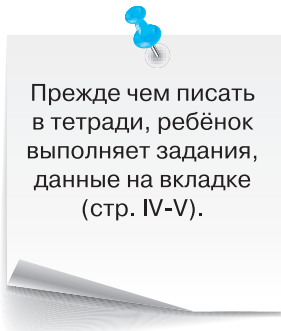 Прежде чем писать
в тетради, ребёнок
выполняет задания,
данные на вкладке
(стр. IV-V).